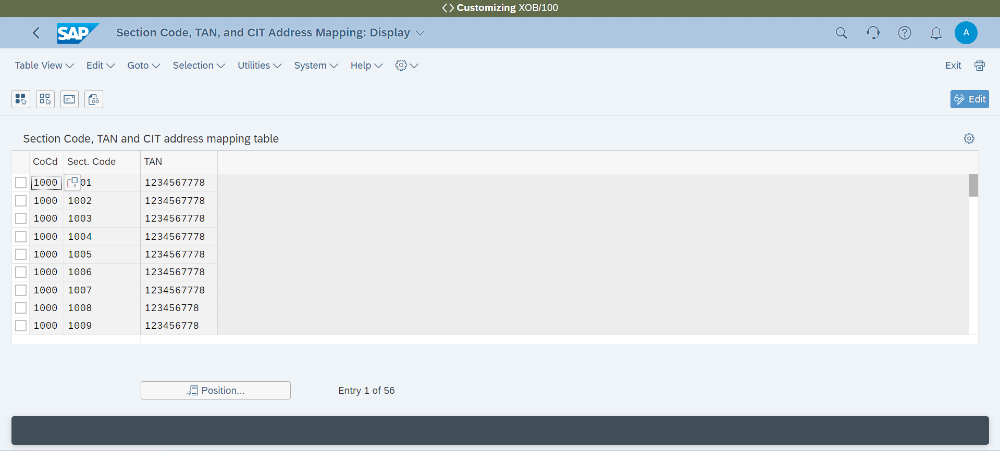 Customizing XOB/100
SAP Section Code, TAN, and CIT Address Mapping: Display A
Table View Edit Goto Selection Utilities System Help Exit
Edit
Section Code, TAN and CIT address mapping table
CoCd Sect. Code TAN
1000 01 1234567778
1000 1002 1234567778
1000 1003 1234567778
1000 1004 1234567778
1000 1005 1234567778
1000 1006 1234567778
1000 1007 1234567778
1000 1008 123456778
1000 1009 123456778
Position... Entry 1 of 56